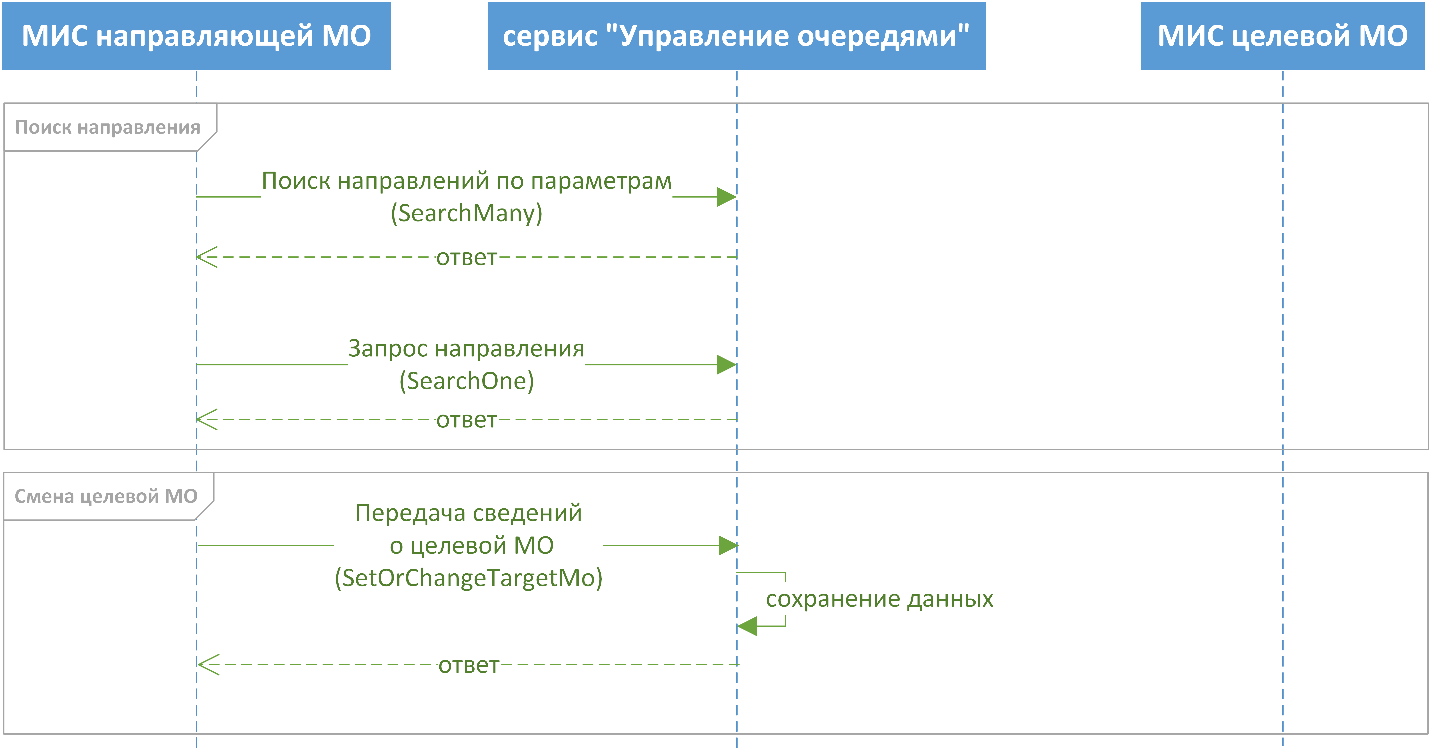 МИС направляющей МО
сервис "Управление очередями"
МИС целевой МО
Поиск направления
Поиск направлений по параметрам
(SearchMany)
ответ
Запрос направления
(SearchOne)
ответ
Смена целевой МО
Передача сведений
о целевой МО
(SetOrChangeTargetMo)
сохранение данных
ответ